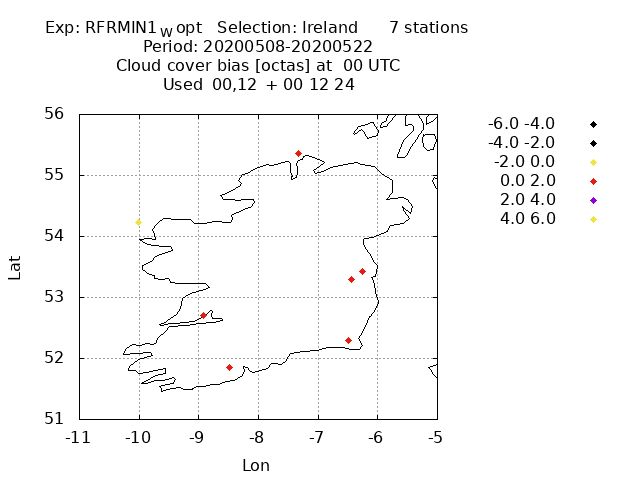 Exp: RFRMIN1 W opt Selection: Ireland 7 stations
Period: 20200508-20200522
Cloud cover bias [octas] at 00 UTC
Used 00,12 + 00 12 24
-6.0 -4.0
-4.0 -2.0
-2.0 0.0
0.0 2.0
2.0 4.0
4.0 6.0
56
55
54
53
52
51
Lat
-11 -10 -9 -8 -7 -6 -5
Lon